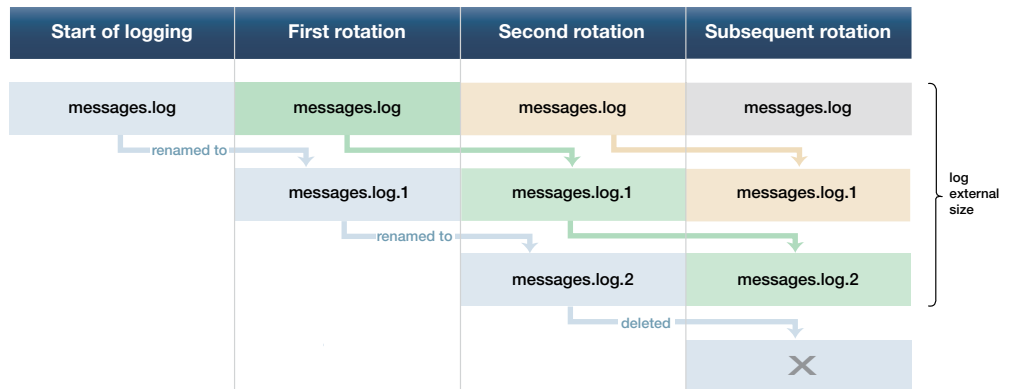 Start of logging
First rotation
Second rotation
Subsequent rotation
messages.log
messages.log
messages.log
messages.log
renamed to
messages.log.1
messages.log.1
messages.log.1
log
external
size
renamed to
messages.log.2
messages.log.2
deleted
X